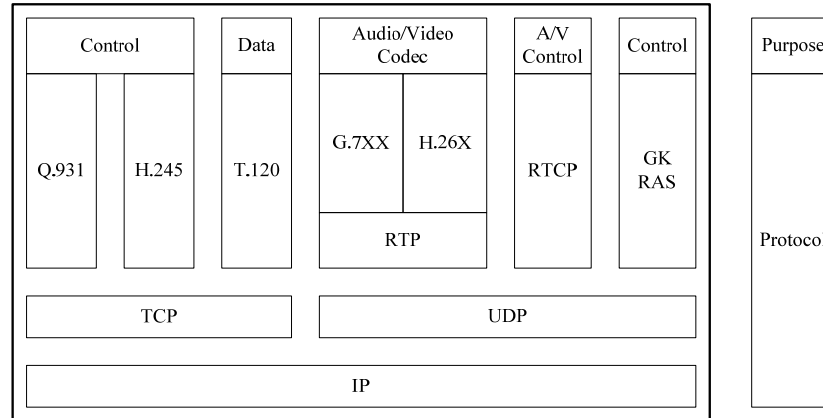 Control
Data
Audio/Video
Codec
A/V
Control
Control
Purpose
Q.931
H.245
T.120
G.7XX
H.26X
RTP
RTCP
GK
RAS
Protocol
TCP
UDP
IP